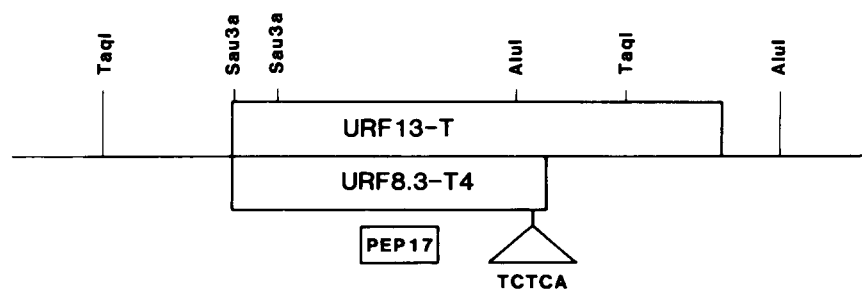 TaqI
Sau3a
Sau3a
AluI
TaqI
AluI
URF13-T
URF8.3-T4
PEP17
TCTCA